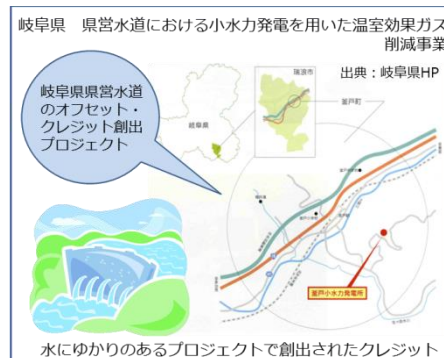 岐阜県　県営水道における小水力発電を用いた温室効果ガス
削減事業
出典：岐阜県HP
岐阜県県営水道
のオフセット・
クレジット創出
プロジェクト
瑞浪市
釜戸町
岐阜県
釜戸小水力発電所
水にゆかりのあるプロジェクトで創出されたクレジット